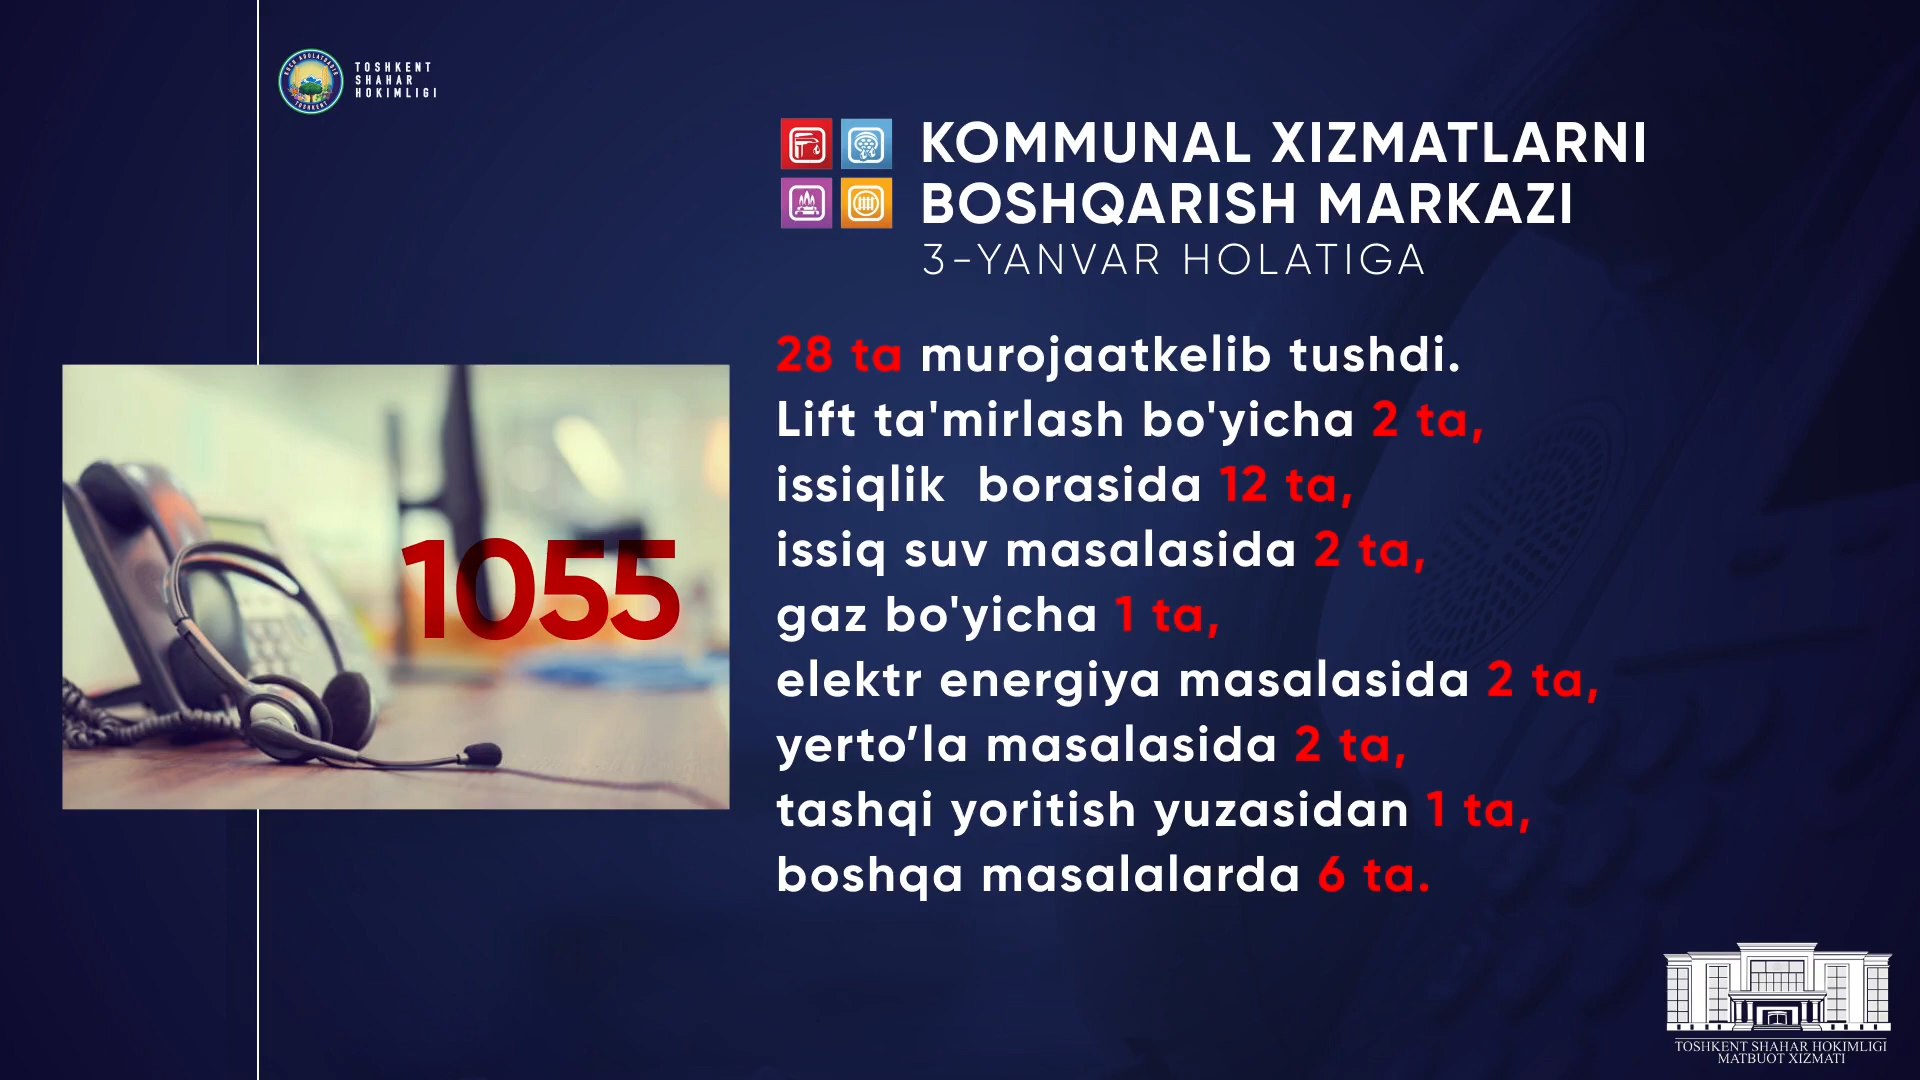 TOSHKENT
SHAHAR
HOKIMLIGI
KOMMUNAL XIZMATLARNI
BOSHQARISH MARKAZI
3-YANVAR HOLATIGA
28 ta murojaatkelib tushdi.
Lift ta'mirlash bo'yicha 2 ta,
issiqlik borasida 12 ta,
issiq suv masalasida 2 ta,
gaz bo'yicha 1 ta,
elektr energiya masalasida 2 ta,
yerto’la masalasida 2 ta,
tashqi yoritish yuzasidan 1 ta,
boshqa masalalarda 6 ta.
1055
TOSHKENT SHAHAR HOKIMLIGI
MATBUOT XIZMATI